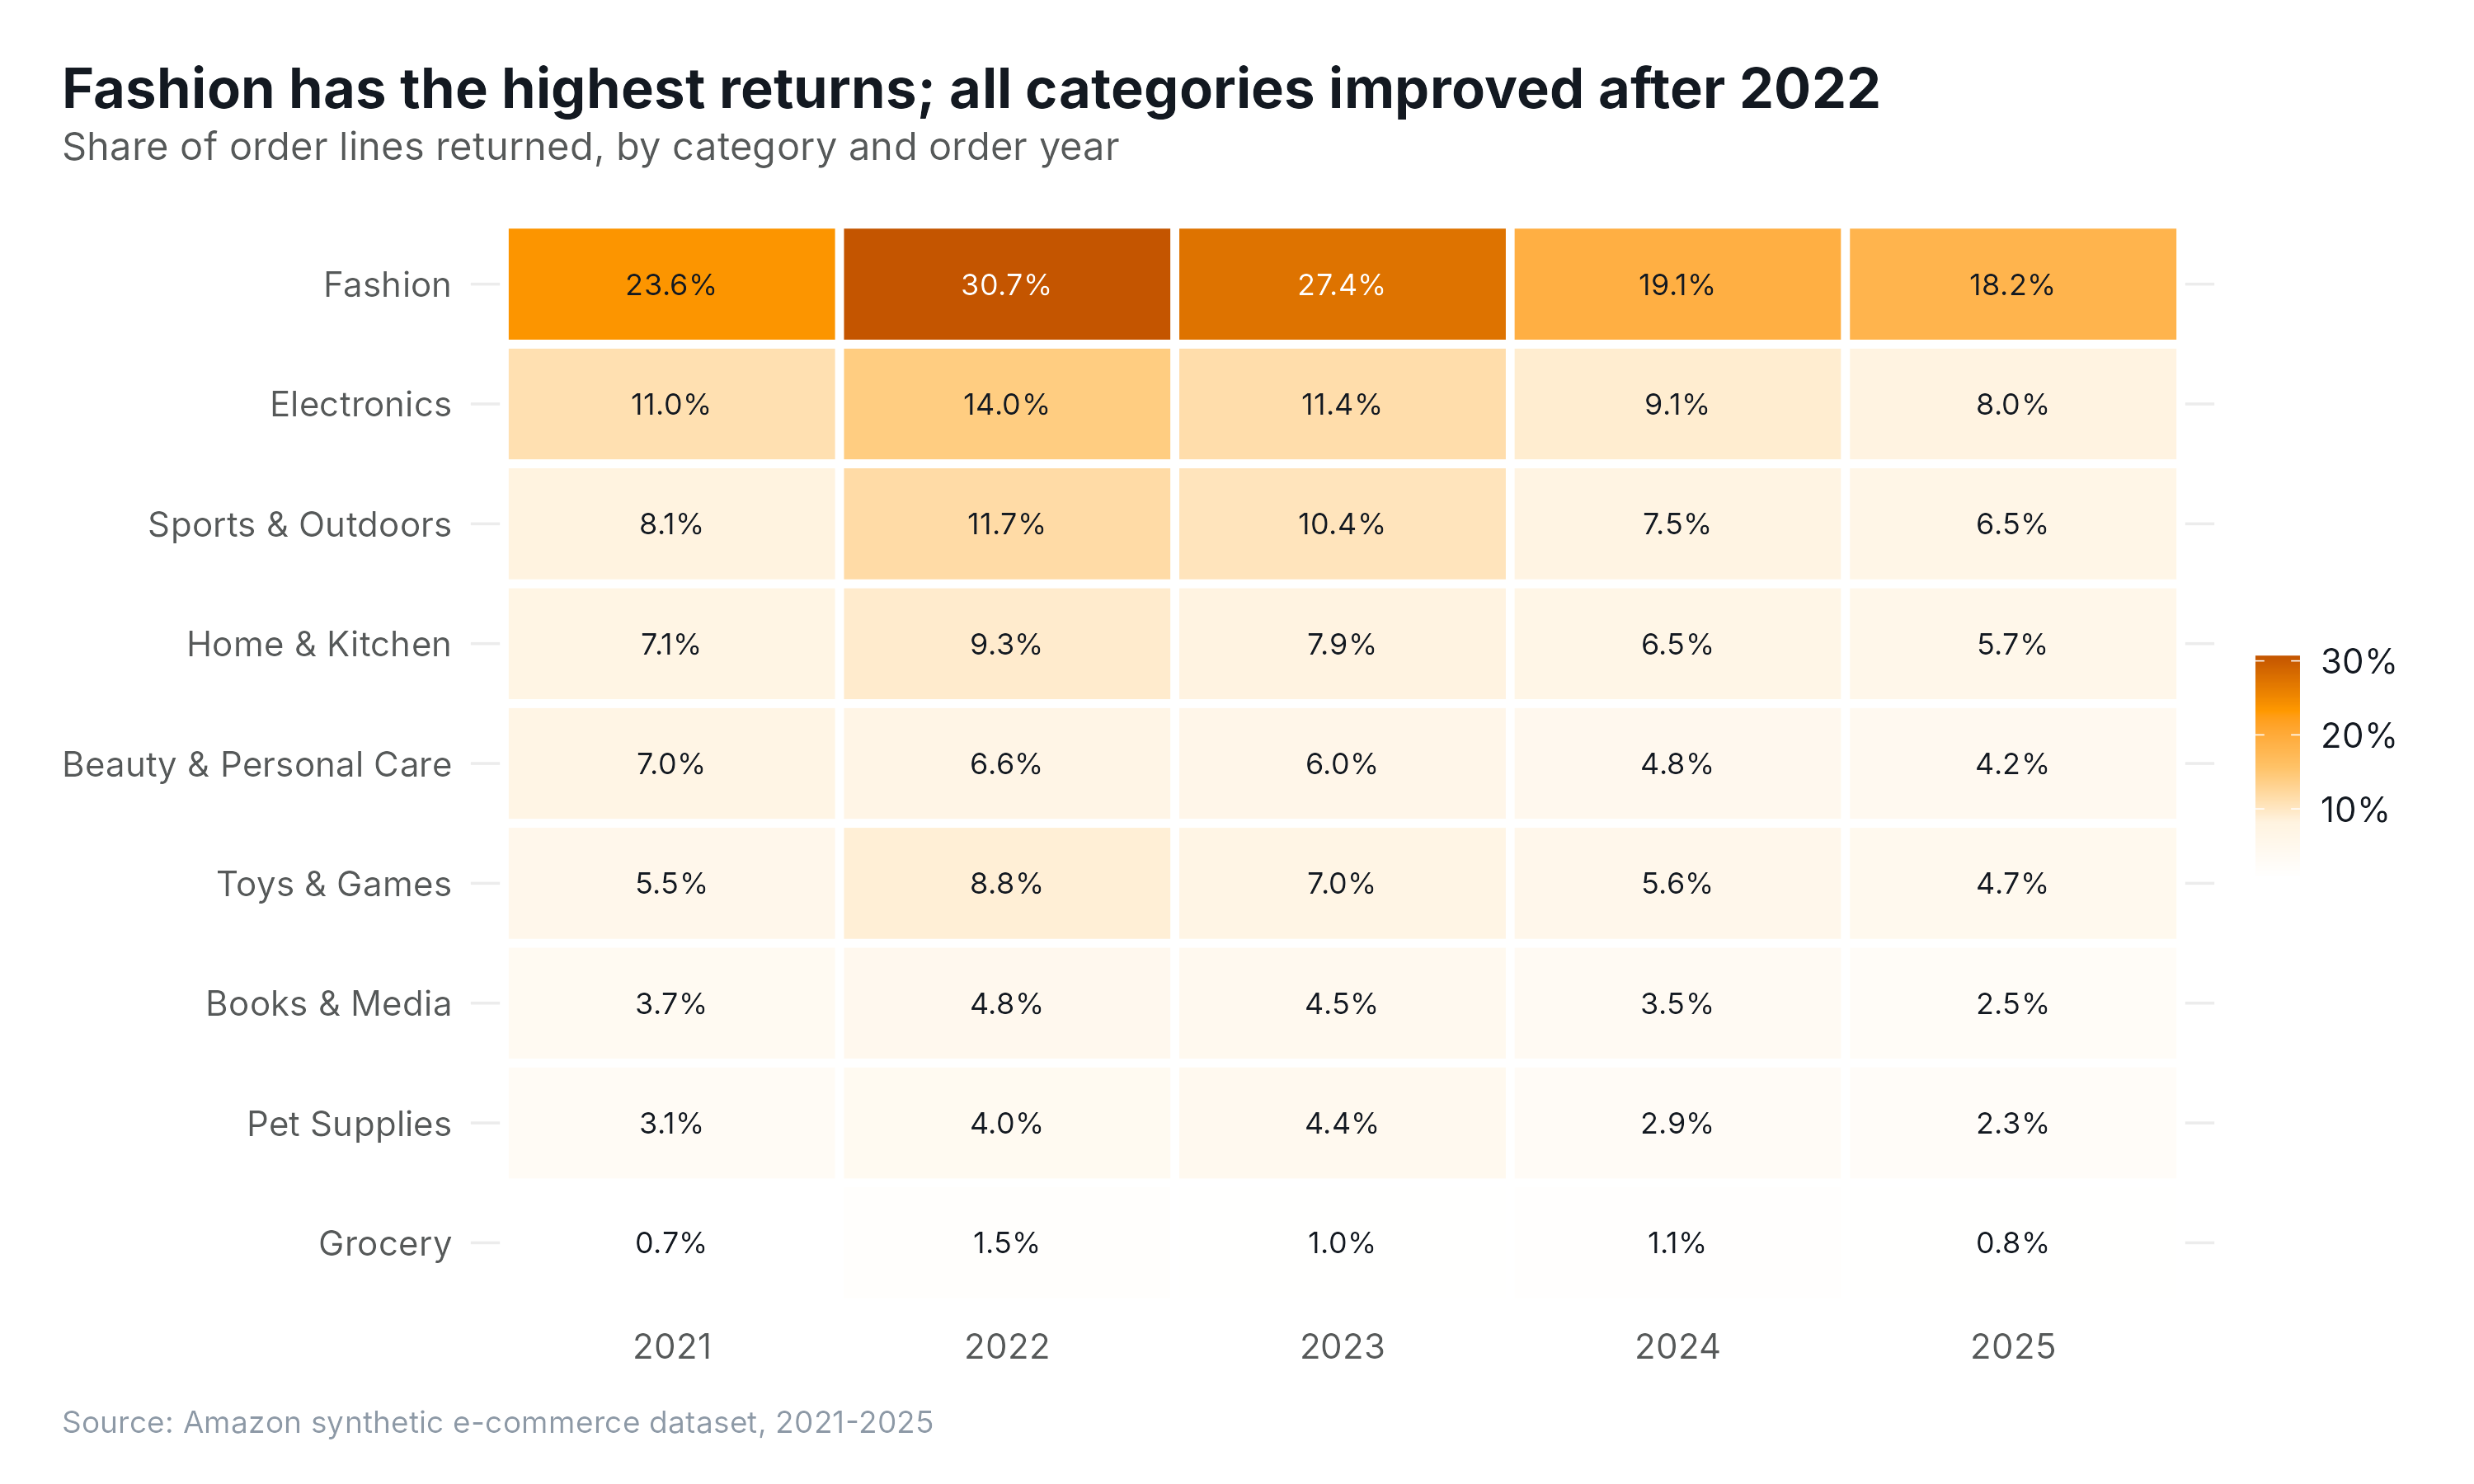 Fashion has the highest returns; all categories improved after 2022
Share of order lines returned, by category and order year
Fashion 23.6% 30.7% 27.4% 19.1% 18.2%
Electronics 11.0% 14.0% 11.4% 9.1% 8.0%
Sports & Outdoors 8.1% 11.7% 10.4% 7.5% 6.5%
Home & Kitchen 7.1% 9.3% 7.9% 6.5% 5.7%
Beauty & Personal Care 7.0% 6.6% 6.0% 4.8% 4.2%
Toys & Games 5.5% 8.8% 7.0% 5.6% 4.7%
Books & Media 3.7% 4.8% 4.5% 3.5% 2.5%
Pet Supplies 3.1% 4.0% 4.4% 2.9% 2.3%
Grocery 0.7% 1.5% 1.0% 1.1% 0.8%
2021 2022 2023 2024 2025
30%
20%
10%
Source: Amazon synthetic e-commerce dataset, 2021-2025